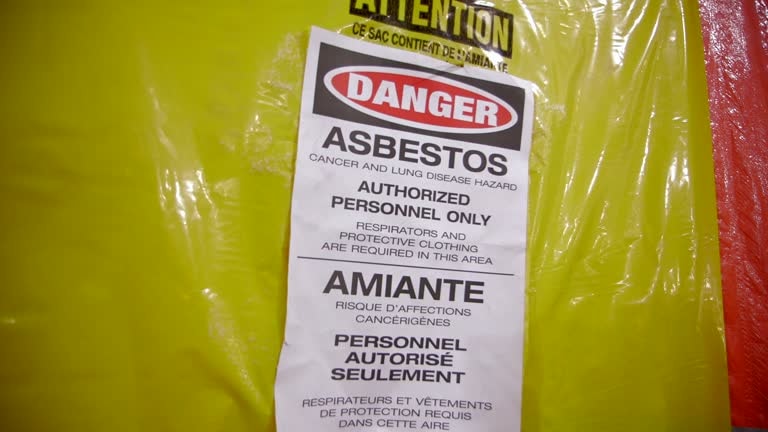 ATTENTION
CE SAC CONTIENT DE L'AMIANTE
DANGER
ASBESTOS
CANCER AND LUNG DISEASE HAZARD
AUTHORIZED
PERSONNEL ONLY
RESPIRATORS AND
PROTECTIVE CLOTHING
ARE REQUIRED IN THIS AREA
AMIANTE
RISQUE D'AFFECTIONS
CANCÉRIGÈNES
PERSONNEL
AUTORISÉ
SEULEMENT
RESPIRATEURS ET VÊTEMENTS
DE PROTECTION REQUIS
DANS CETTE AIRE